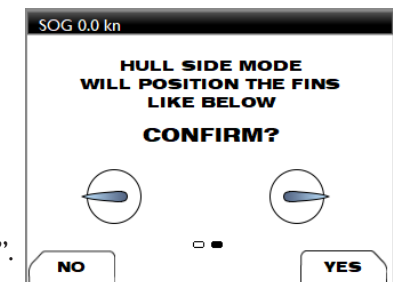 SOG 0.0 kn
HULL SIDE MODE
WILL POSITION THE FINS
LIKE BELOW
CONFIRM?
”.
NO
YES